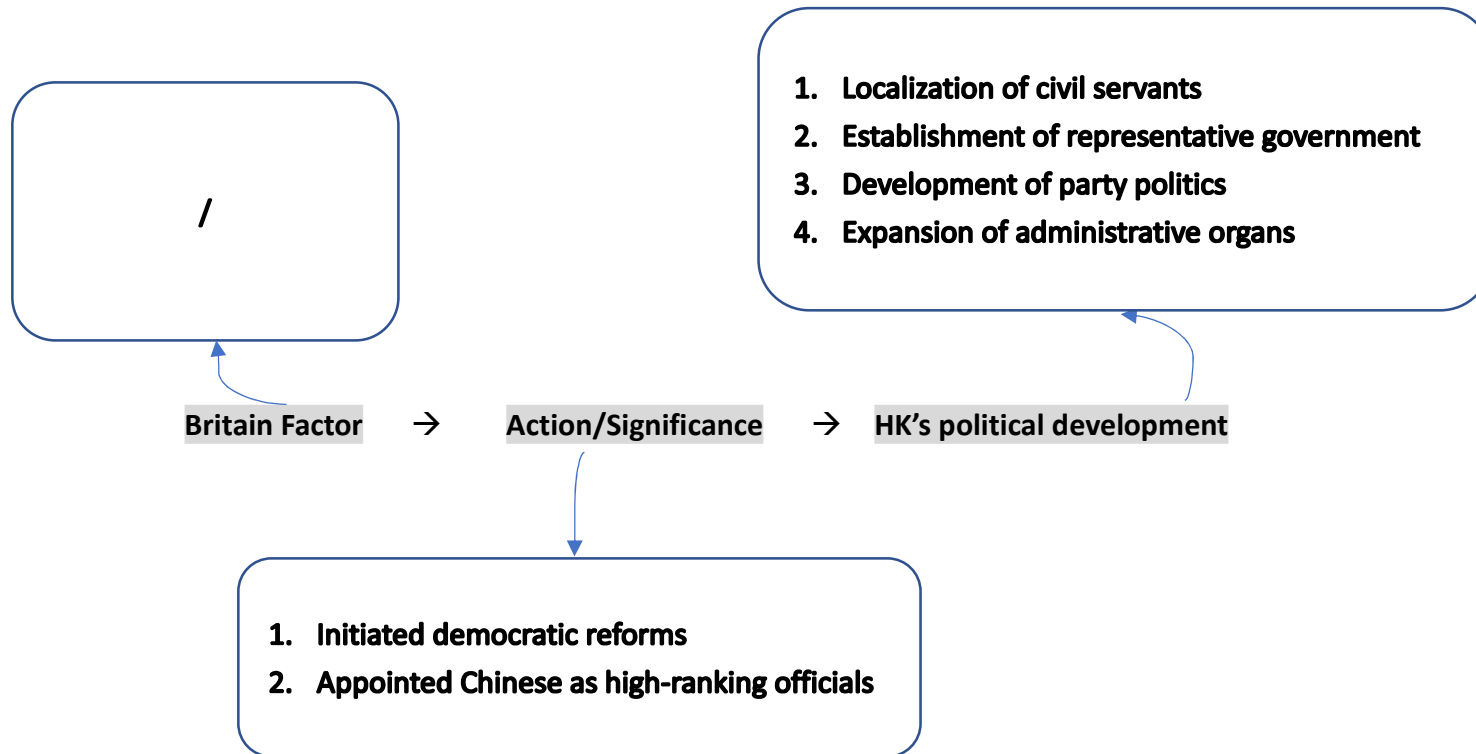 /
1. Localization of civil servants
2. Establishment of representative government
3. Development of party politics
4. Expansion of administrative organs
Britain Factor → Action/Significance → HK's political development
1. Initiated democratic reforms
2. Appointed Chinese as high-ranking officials